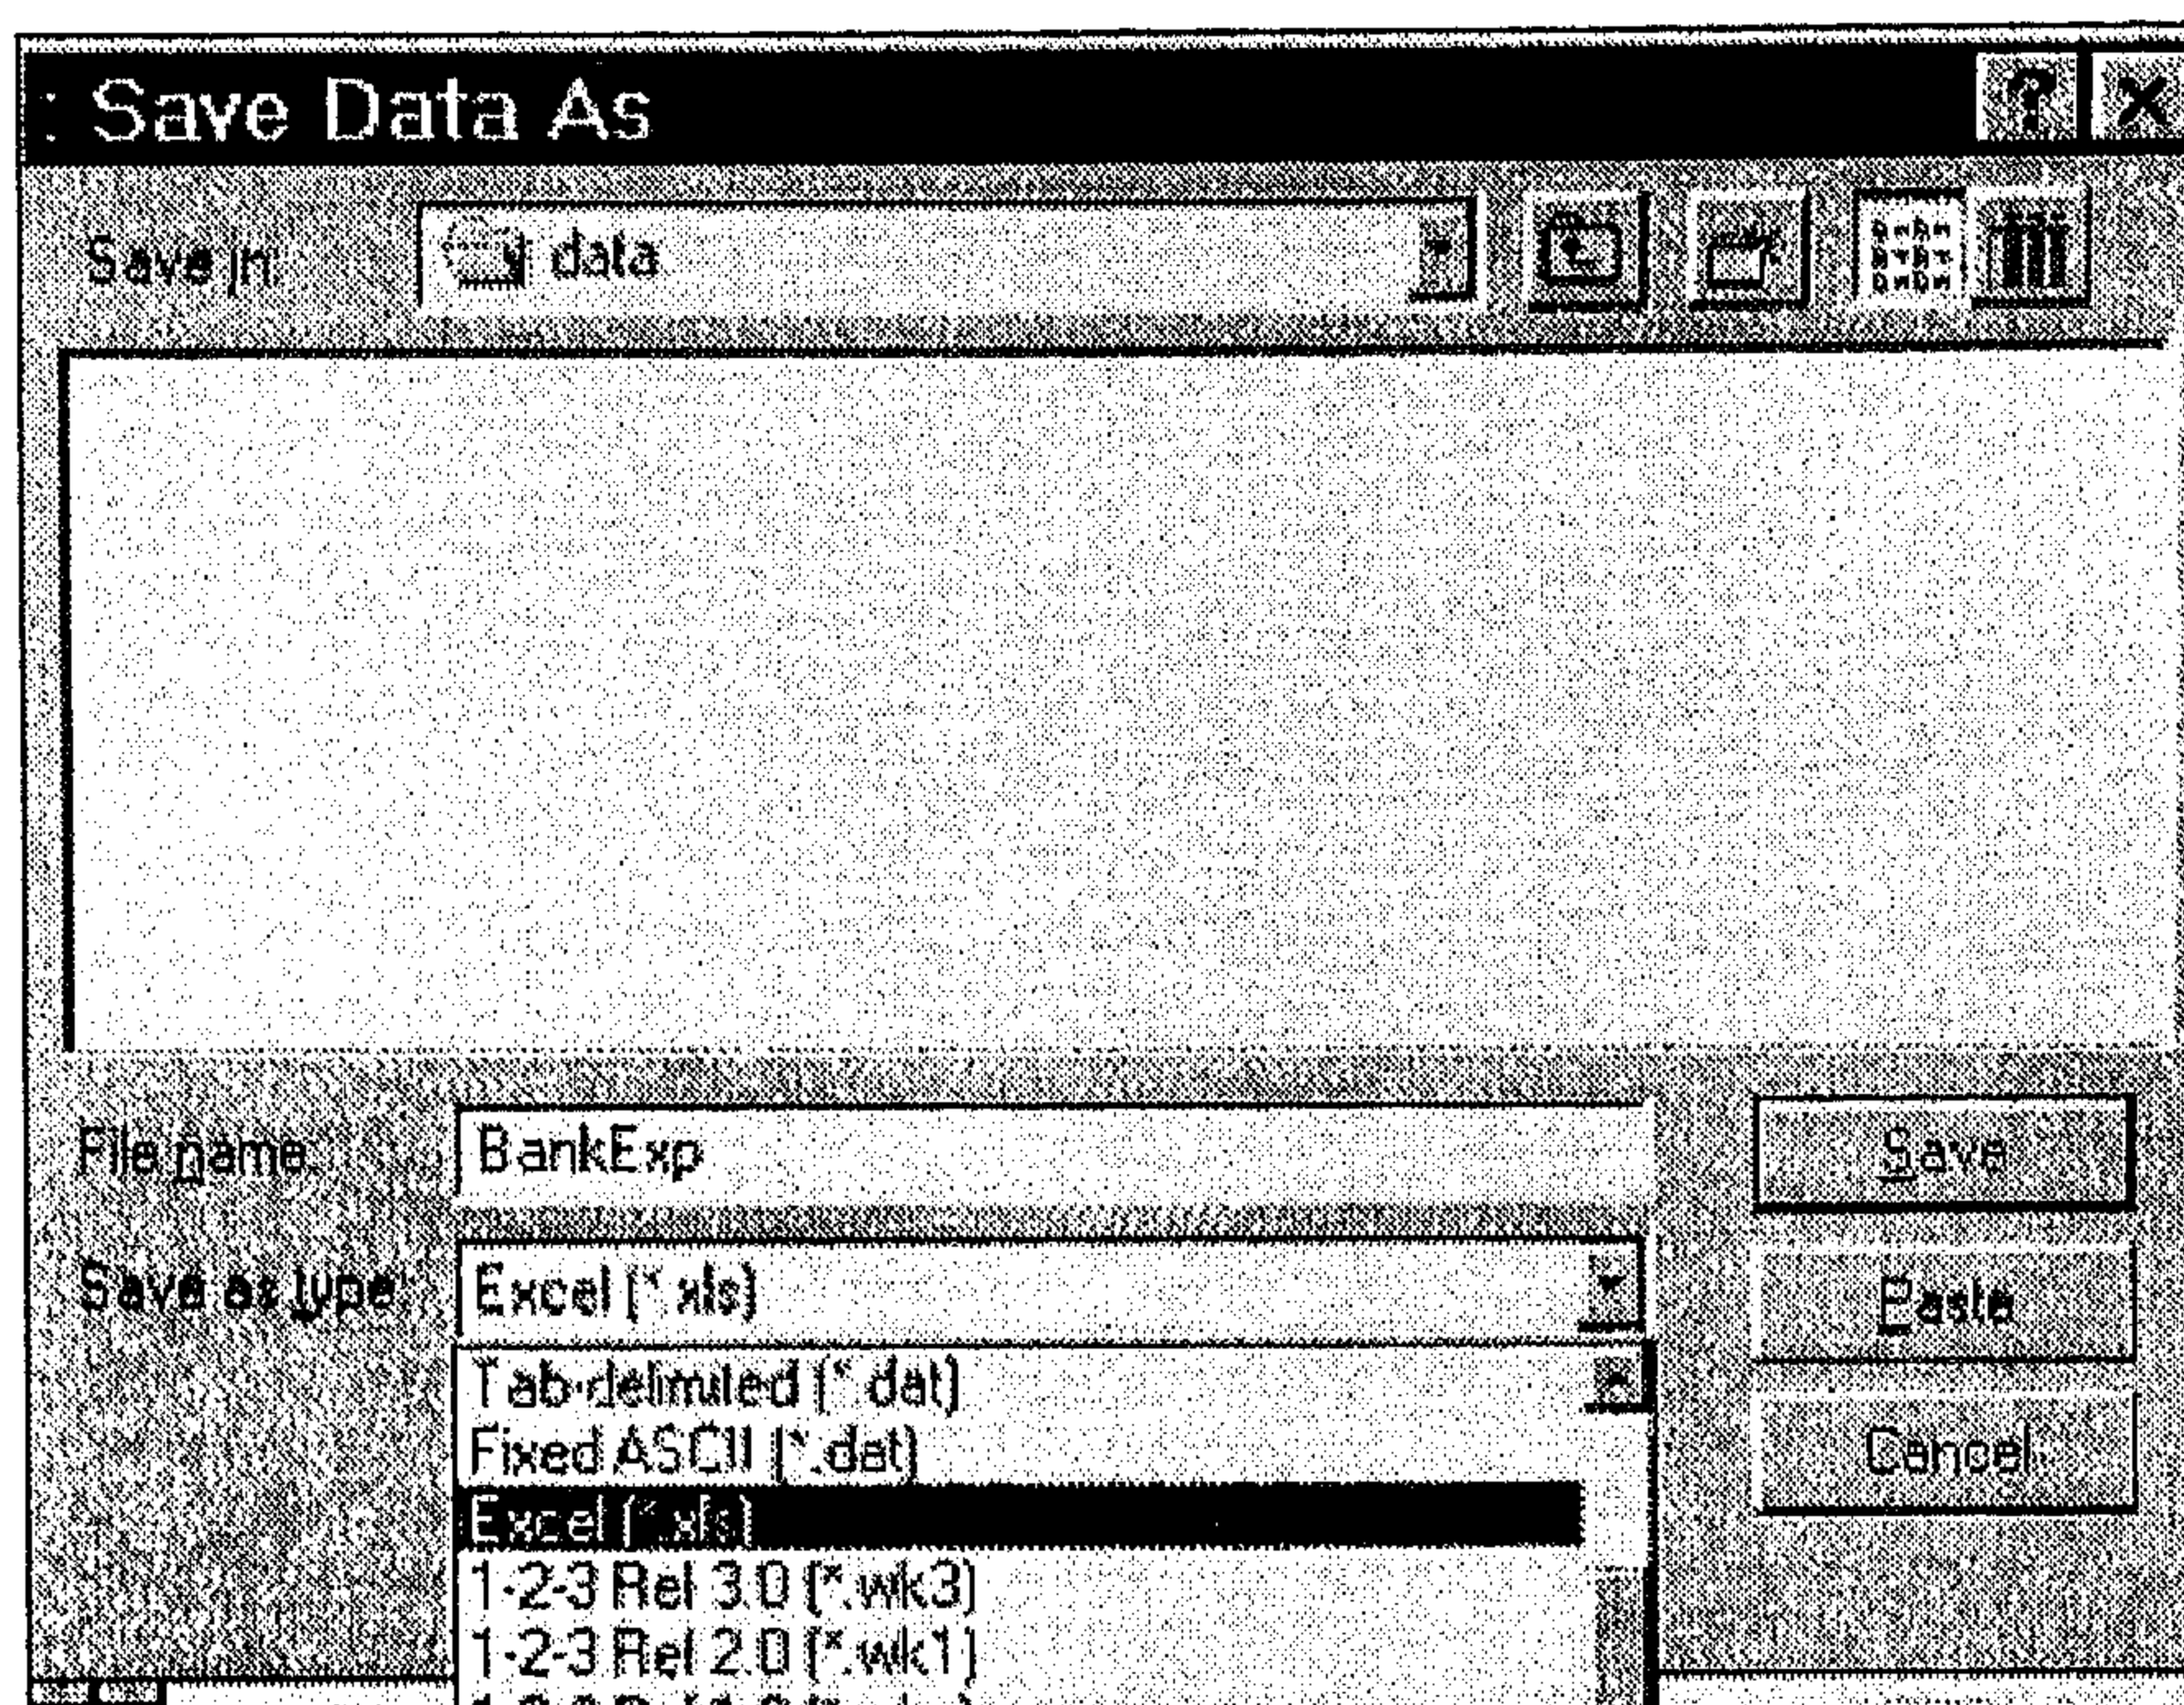 : Save Data As
Save in:
data
File name:
BankExp
Save
Save as type:
Excel (*.xls)
Paste
Tab-delimited (*.dat)
Fixed ASCII (*.dat)
Cancel
Excel (*.xls)
1-2-3 Rel 3.0 (*.wk3)
1-2-3 Rel 2.0 (*.wk1)